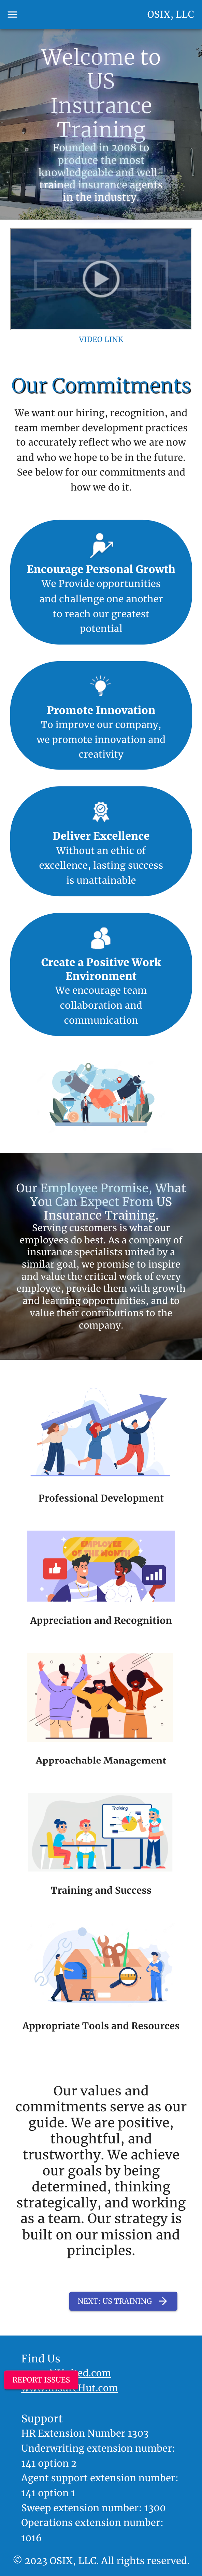 OSIX, LLC
Welcome to
US
Insurance
Training
Founded in 2008 to
produce the most
knowledgeable and well-
trained insurance agents
in the industry.
VIDEO LINK
Our Commitments
We want our hiring, recognition, and
team member development practices
to accurately reflect who we are now
and who we hope to be in the future.
See below for our commitments and
how we do it.
Encourage Personal Growth
We Provide opportunities
and challenge one another
to reach our greatest
potential
Promote Innovation
To improve our company,
we promote innovation and
creativity
Deliver Excellence
Without an ethic of
excellence, lasting success
is unattainable
Create a Positive Work
Environment
We encourage team
collaboration and
communication
Our Employee Promise, What
You Can Expect From US
Insurance Training.
Serving customers is what our
employees do best. As a company of
insurance specialists united by a
similar goal, we promise to inspire
and value the critical work of every
employee, provide them with growth
and learning opportunities, and to
value their contributions to the
company.
Professional Development
EMPLOYEE
OF THE MONTH
Appreciation and Recognition
Approachable Management
Training
Training and Success
Appropriate Tools and Resources
Our values and
commitments serve as our
guide. We are positive,
thoughtful, and
trustworthy. We achieve
our goals by being
determined, thinking
strategically, and working
as a team. Our strategy is
built on our mission and
principles.
NEXT: US TRAINING
Find Us
REPORT ISSUES
Support
HR Extension Number 1303
Underwriting extension number:
141 option 2
Agent support extension number:
141 option 1
Sweep extension number: 1300
Operations extension number:
1016
© 2023 OSIX, LLC. All rights reserved.